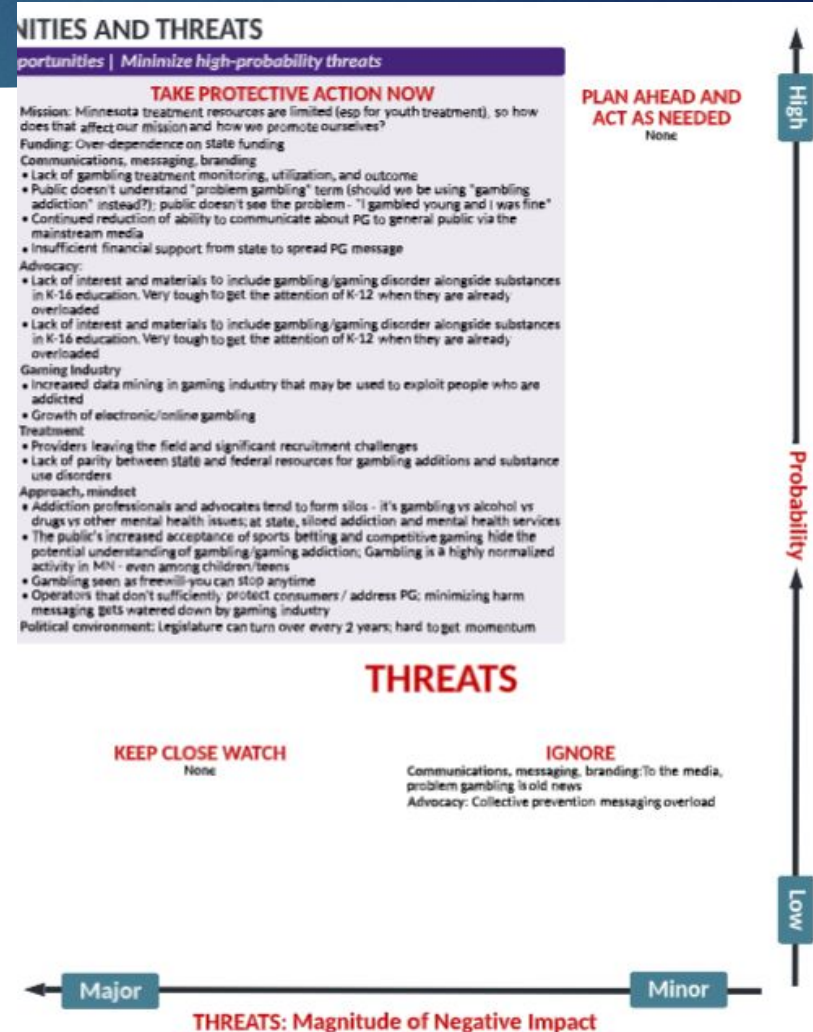 NITIES AND THREATS
portunities | Minimize high-probability threats
TAKE PROTECTIVE ACTION NOW
Mission: Minnesota treatment resources are limited (esp for youth treatment), so how
does that affect our mission and how we promote ourselves?
Funding: Over-dependence on state funding
Communications, messaging, branding
• Lack of gambling treatment monitoring, utilization, and outcome
• Public doesn't understand "problem gambling" term (should we be using "gambling
addiction" instead?); public doesn't see the problem - "I gambled young and I was fine"
• Continued reduction of ability to communicate about PG to general public via the
mainstream media
• Insufficient financial support from state to spread PG message
Advocacy:
• Lack of interest and materials to include gambling/gaming disorder alongside substances
in K-16 education. Very tough to get the attention of K-12 when they are already
overloaded
• Lack of interest and materials to include gambling/gaming disorder alongside substances
in K-16 education. Very tough to get the attention of K-12 when they are already
overloaded
Gaming Industry
• Increased data mining in gaming industry that may be used to exploit people who are
addicted
• Growth of electronic/online gambling
Treatment
• Providers leaving the field and significant recruitment challenges
• Lack of parity between state and federal resources for gambling additions and substance
use disorders
Approach, mindset
• Addiction professionals and advocates tend to form silos - it's gambling vs alcohol vs
drugs vs other mental health issues; at state, siloed addiction and mental health services
• The public's increased acceptance of sports betting and competitive gaming hide the
potential understanding of gambling/gaming addiction; Gambling is a highly normalized
activity in MN - even among children/teens
• Gambling seen as freewill-you can stop anytime
• Operators that don't sufficiently protect consumers / address PG; minimizing harm
messaging gets watered down by gaming industry
Political environment: Legislature can turn over every 2 years; hard to get momentum
PLAN AHEAD AND
ACT AS NEEDED
None
THREATS
KEEP CLOSE WATCH
None
IGNORE
Communications, messaging, branding:To the media,
problem gambling is old news
Advocacy: Collective prevention messaging overload
High
Probability
Low
Major
Minor
THREATS: Magnitude of Negative Impact